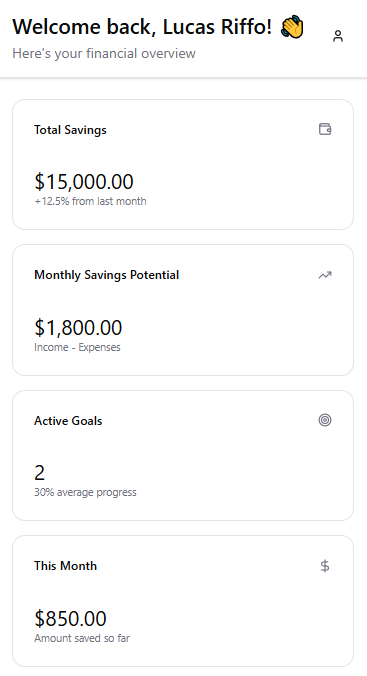 Welcome back, Lucas Riffo! 👋
Here's your financial overview
Total Savings
$15,000.00
+12.5% from last month
Monthly Savings Potential
$1,800.00
Income - Expenses
Active Goals
2
30% average progress
This Month
$850.00
Amount saved so far